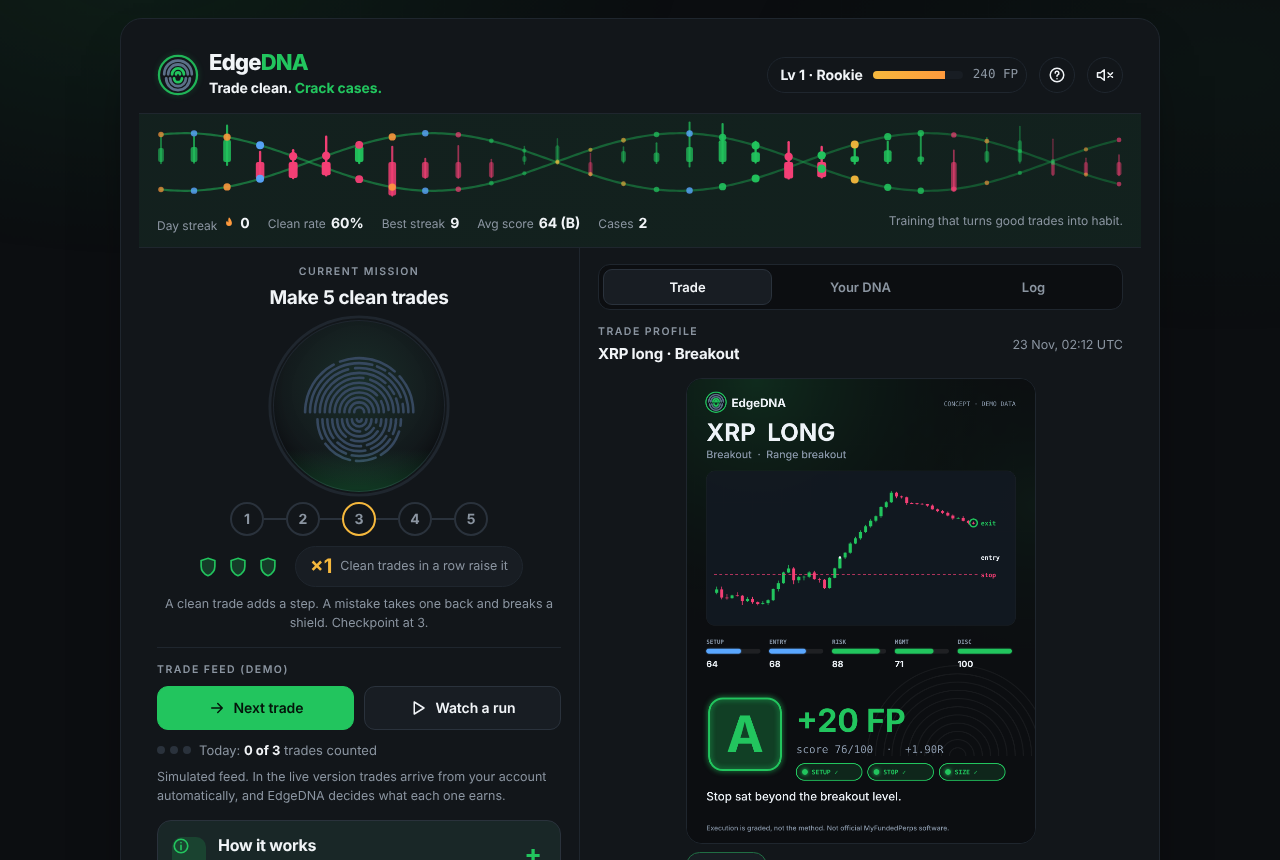 EdgeDNA
Trade clean. Crack cases.
Lv 1 · Rookie
240 FP
Day streak 0
Clean rate 60%
Best streak 9
Avg score 64 (B)
Cases 2
Training that turns good trades into habit.
CURRENT MISSION
Make 5 clean trades
1 2 3 4 5
×1 Clean trades in a row raise it
A clean trade adds a step. A mistake takes one back and breaks a
shield. Checkpoint at 3.
TRADE FEED (DEMO)
Next trade
Watch a run
Today: 0 of 3 trades counted
Simulated feed. In the live version trades arrive from your account
automatically, and EdgeDNA decides what each one earns.
How it works
Trade
Your DNA
Log
TRADE PROFILE
XRP long · Breakout
23 Nov, 02:12 UTC
EdgeDNA
CONCEPT · DEMO DATA
XRP LONG
Breakout · Range breakout
exit
entry
stop
SETUP ENTRY RISK MGMT DISC
64 68 88 71 100
A
+20 FP
score 76/100 · +1.90R
SETUP ✓ STOP ✓ SIZE ✓
Stop sat beyond the breakout level.
Execution is graded, not the method. Not official MyFundedPerps software.